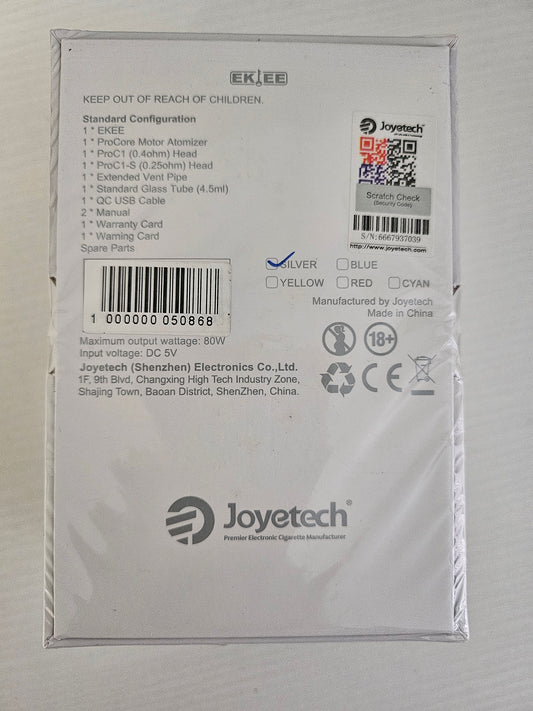 EKEE
KEEP OUT OF REACH OF CHILDREN.
Standard Configuration
1 * EKEE
1 * ProCore Motor Atomizer
1 * ProC1 (0.4ohm) Head
1 * ProC1-S (0.25ohm) Head
1 * Extended Vent Pipe
1 * Standard Glass Tube (4.5ml)
1 * QC USB Cable
2 * Manual
1 * Warranty Card
1 * Warning Card
Spare Parts
Joyetech™
Scratch Check
(Security Code)
S/N:6667937039
http://www.joyetech.com
SILVER BLUE
YELLOW RED CYAN
Manufactured by Joyetech
Made in China
1 000000 050868
Maximum output wattage: 80W
Input voltage: DC 5V
Joyetech (Shenzhen) Electronics Co.,Ltd.
1F, 9th Blvd, Changxing High Tech Industry Zone,
Shajing Town, Baoan District, ShenZhen, China.
18+
CE
Joyetech®
Premier Electronic Cigarette Manufacturer